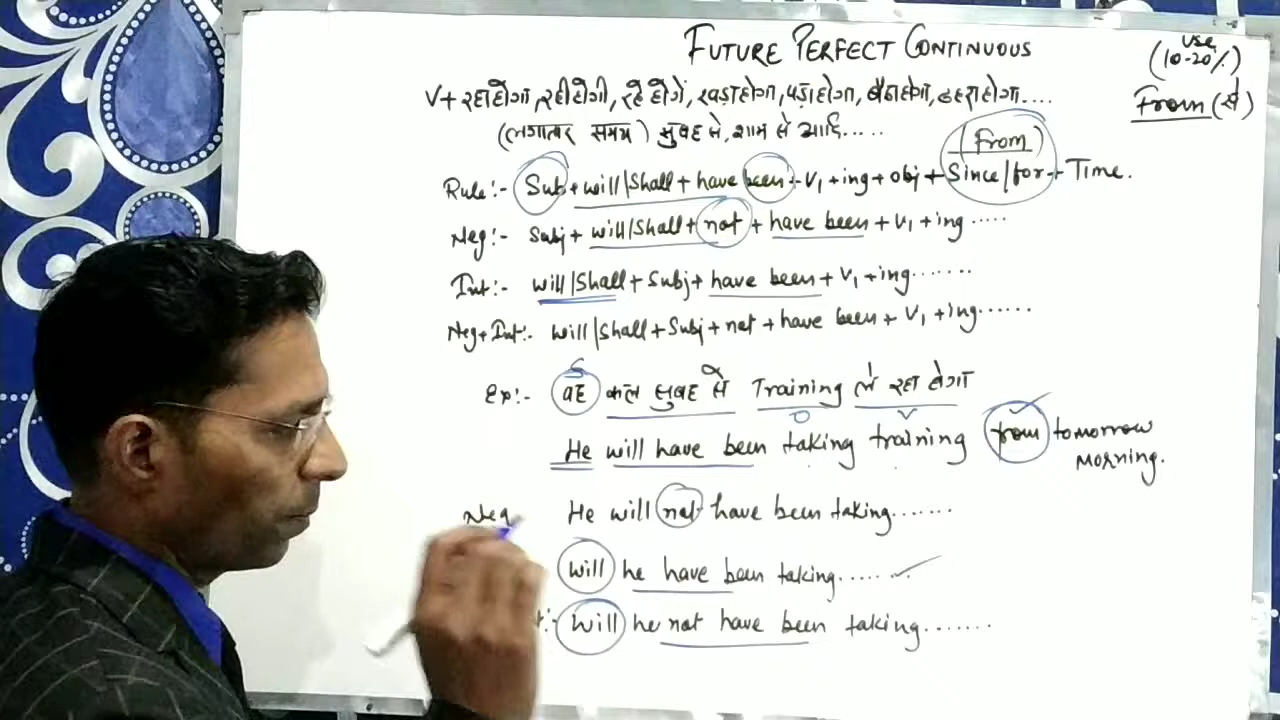 FUTURE PERFECT CONTINUOUS
use
(10-20%)
From (से)
V+ रहा होगा, रही होगी, रहे होगें, खड़ा होगा, पड़ा होगा, बैठा होगा, ठहरा होगा....
(लगातार समय) सुबह से, शाम से आदि.....
(From)
Rule:- Sub + will/Shall + have been + V1 + ing + obj + Since/for + Time.
Neg:- Subj + will/Shall + not + have been + V1 + ing .....
Int:- will/Shall + Subj + have been + V1 + ing.......
Neg+Int:- will/Shall + Subj + not + have been + V1 + ing......
S
Ex:- वह कल सुबह से Training ले रहा होगा
O V
He will have been taking training from tomorrow
morning.
Neg He will not have been taking.......
will he have been taking.....
t:- will he not have been taking.......